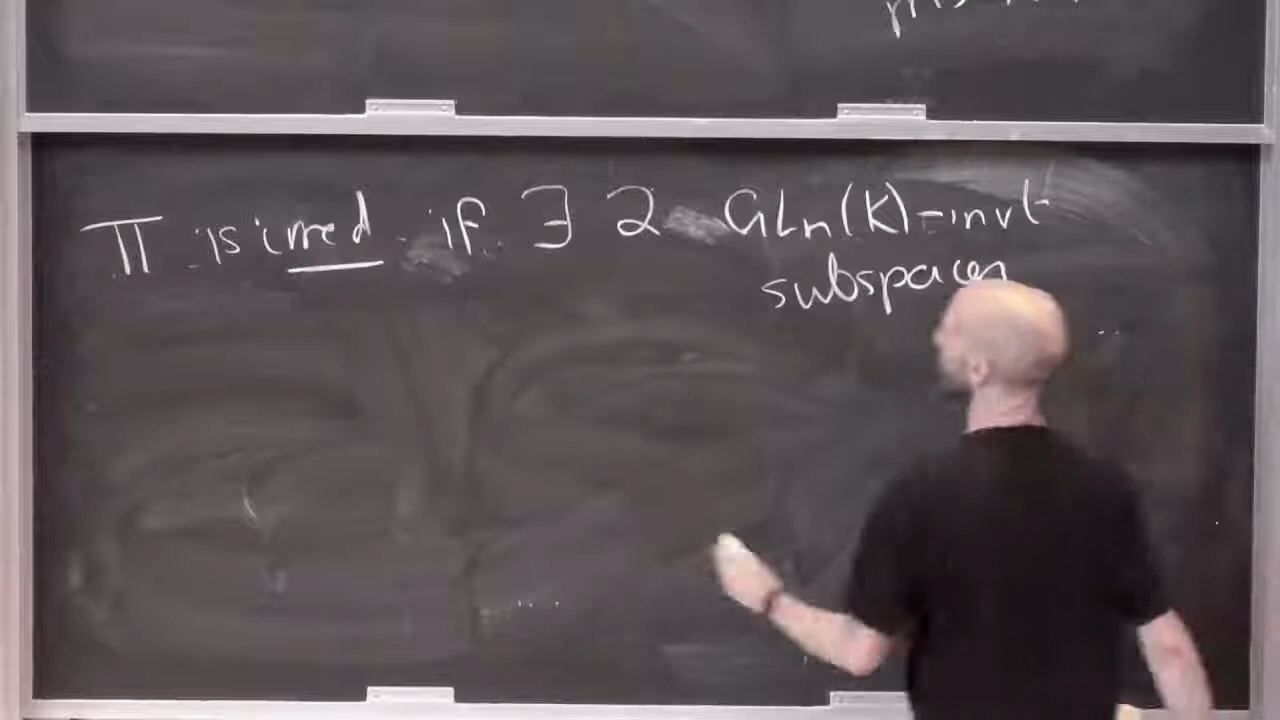 π is irred if ∃ 2 GLn(K)-invt
subspaces